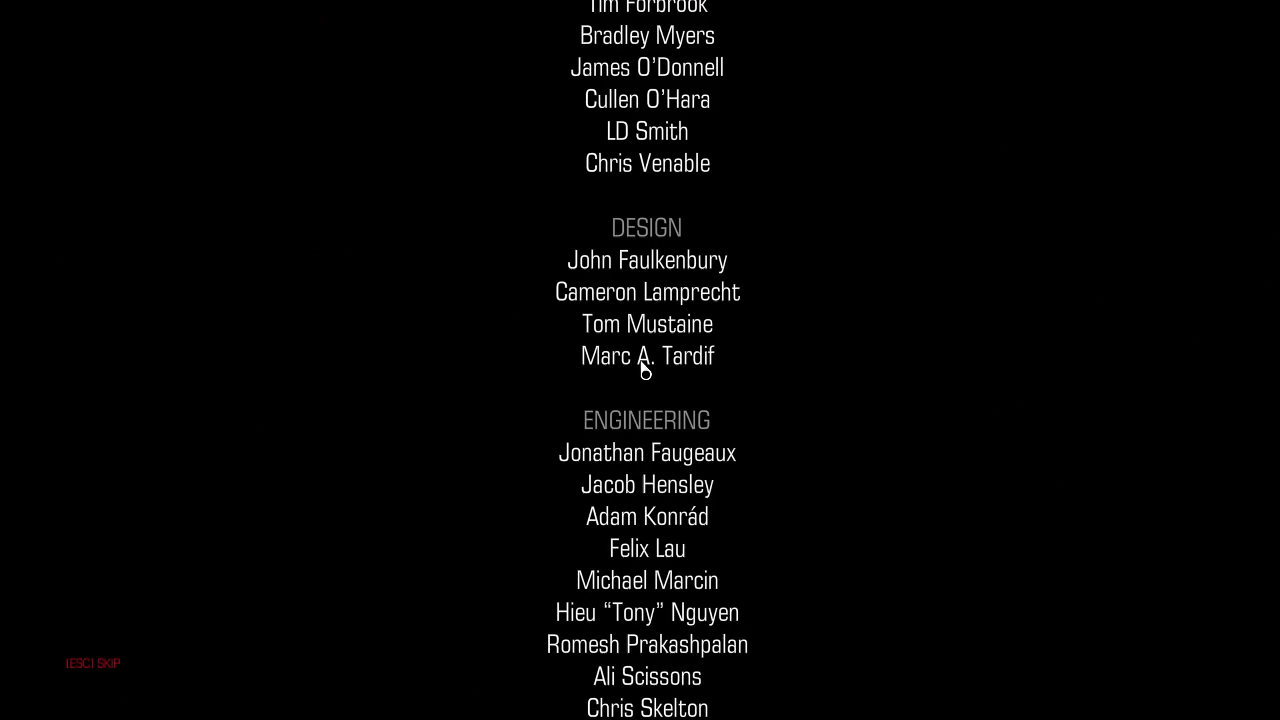 Tim Forbrook
Bradley Myers
James O’Donnell
Cullen O’Hara
LD Smith
Chris Venable
DESIGN
John Faulkenbury
Cameron Lamprecht
Tom Mustaine
Marc A. Tardif
ENGINEERING
Jonathan Faugeaux
Jacob Hensley
Adam Konrád
Felix Lau
Michael Marcin
Hieu “Tony” Nguyen
Romesh Prakashpalan
[ESC] SKIP
Ali Scissons
Chris Skelton